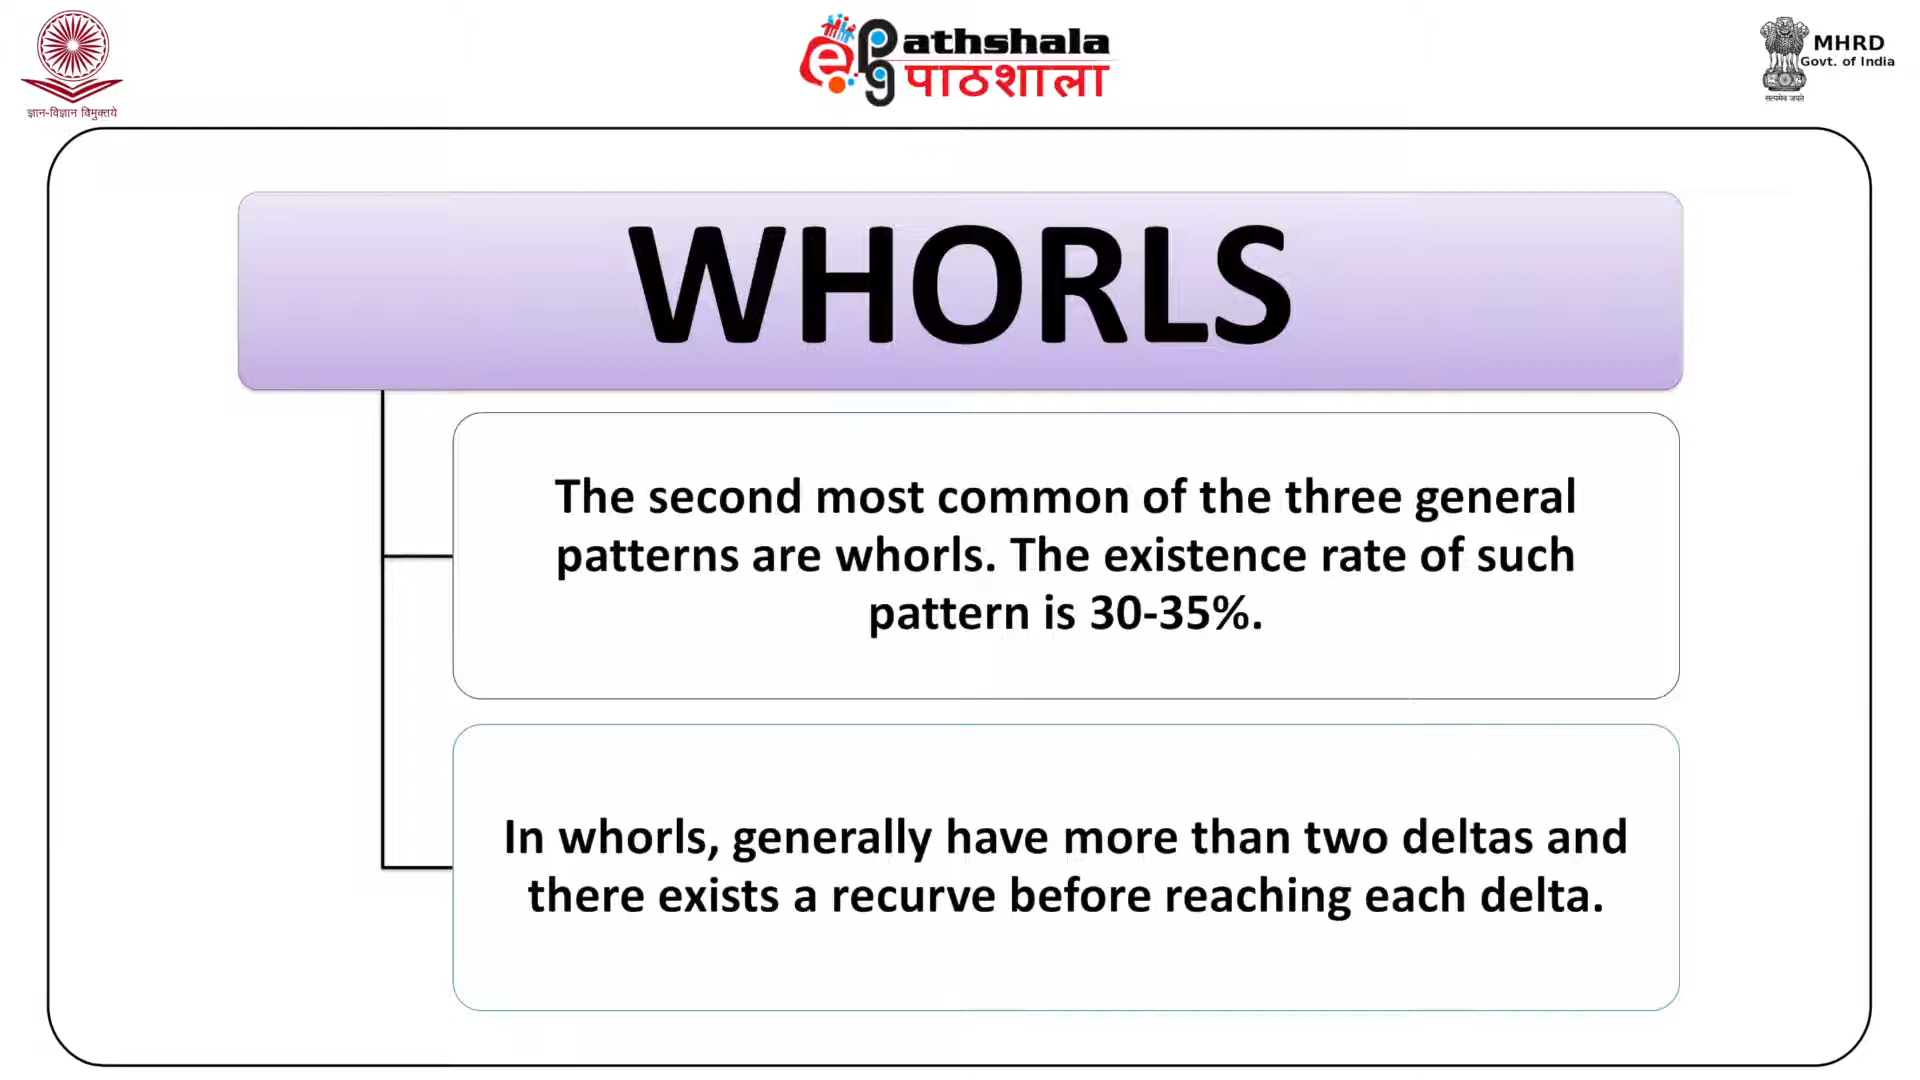 ज्ञान-विज्ञान विमुक्तये
ePG athshala
पाठशाला
MHRD
Govt. of India
सत्यमेव जयते
WHORLS
The second most common of the three general
patterns are whorls. The existence rate of such
pattern is 30-35%.
In whorls, generally have more than two deltas and
there exists a recurve before reaching each delta.